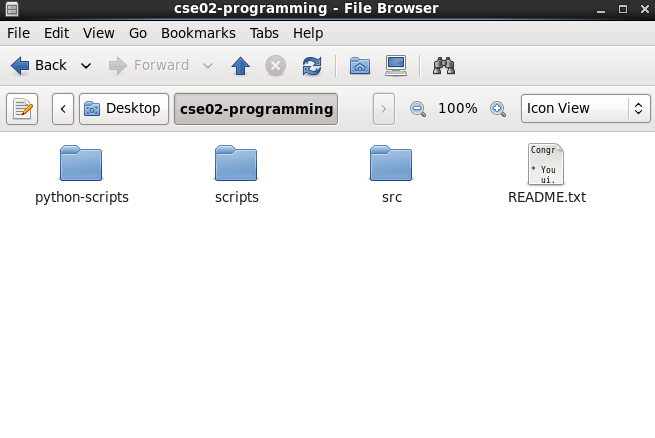 cse02-programming - File Browser
File Edit View Go Bookmarks Tabs Help
Back Forward
Desktop cse02-programming 100% Icon View
Congr
* You
ui.
python-scripts scripts src README.txt